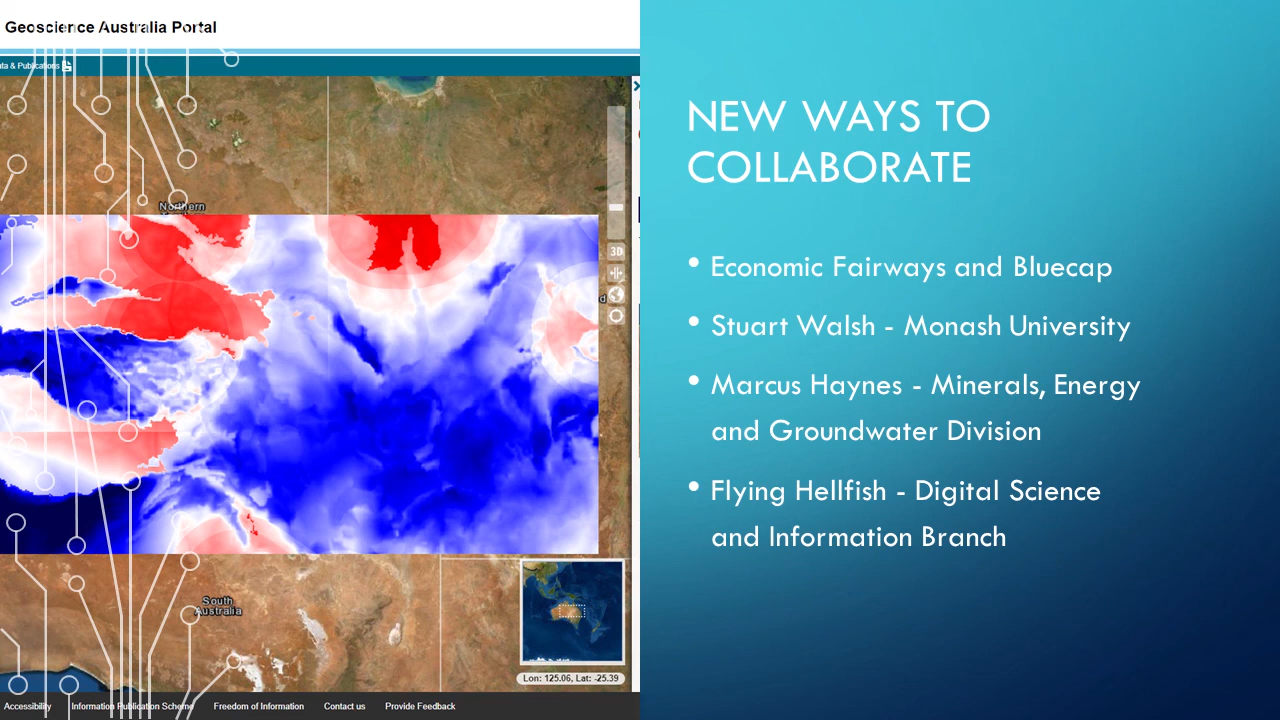 Geoscience Australia Portal
ata & Publications
Northern
3D
d
South
Australia
Lon: 125.06, Lat: -25.39
Accessibility Information Publication Scheme Freedom of Information Contact us Provide Feedback
NEW WAYS TO
COLLABORATE
• Economic Fairways and Bluecap
• Stuart Walsh - Monash University
• Marcus Haynes - Minerals, Energy
and Groundwater Division
• Flying Hellfish - Digital Science
and Information Branch